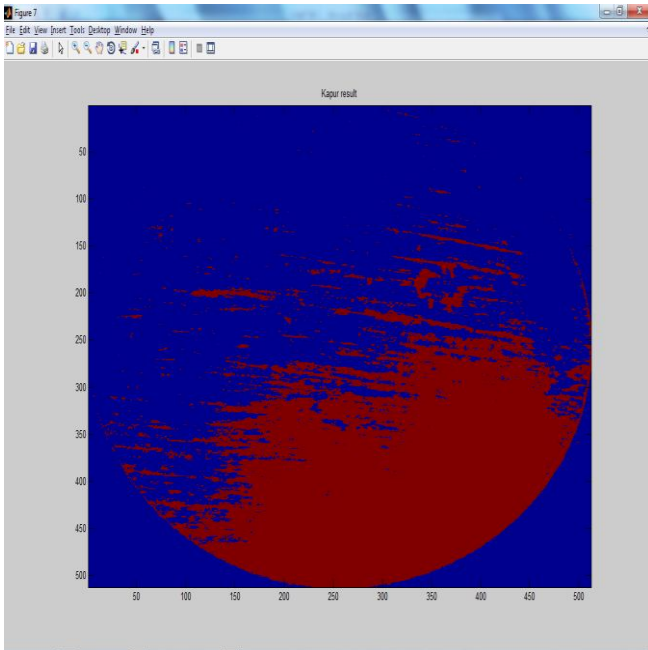 Figure 7
File Edit View Insert Tools Desktop Window Help
Kapur result
50
100
150
200
250
300
350
400
450
500
50 100 150 200 250 300 350 400 450 500